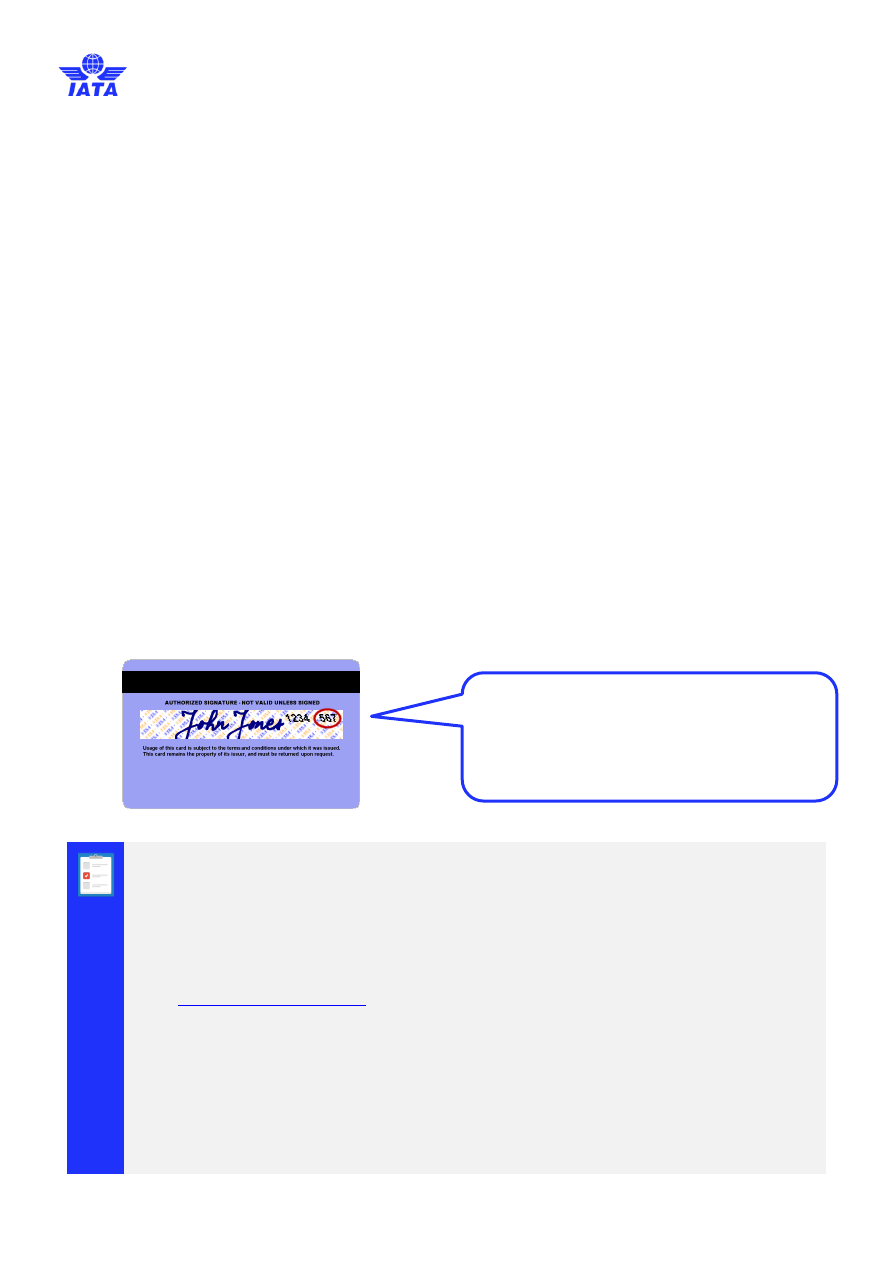 IATA
AUTHORIZED SIGNATURE - NOT VALID UNLESS SIGNED
John Jones 1234 567
Usage of this card is subject to the terms and conditions under which it was issued.
This card remains the property of its issuer, and must be returned upon request.